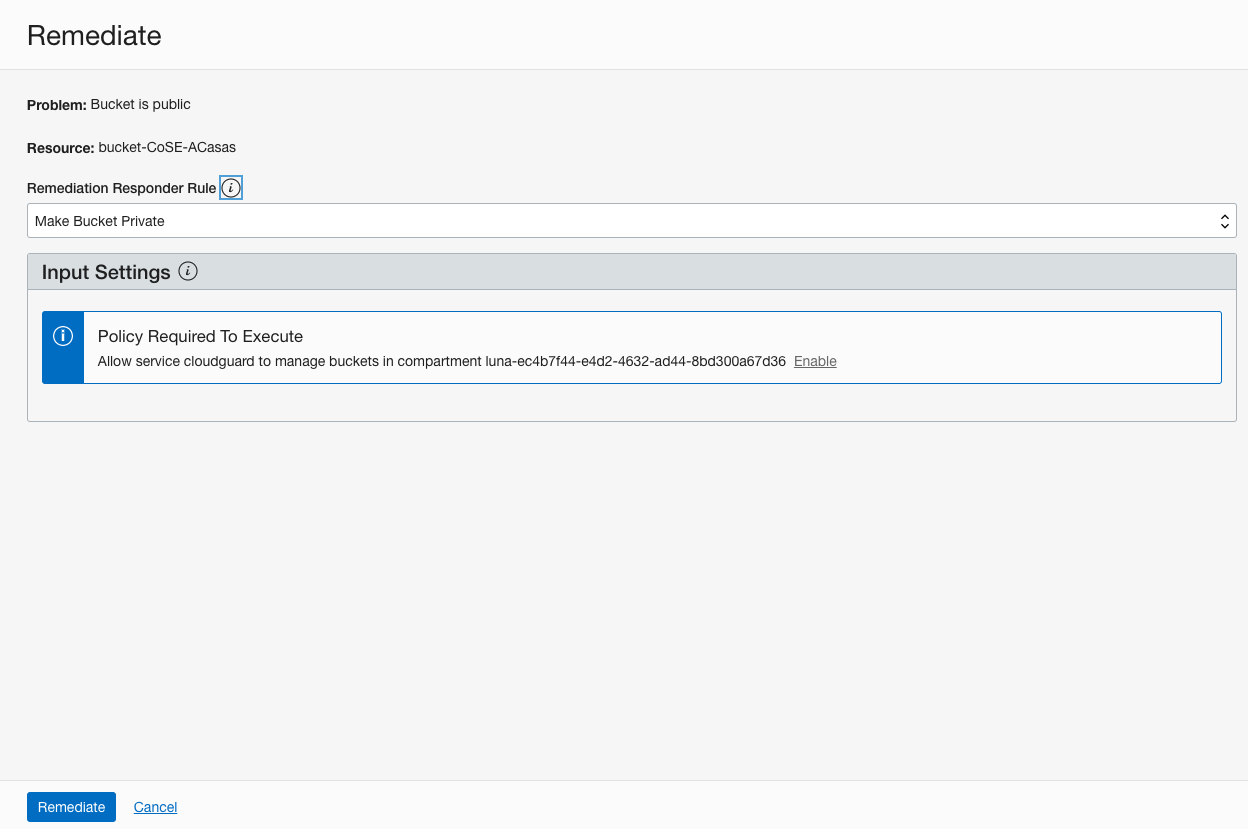 Remediate
Problem: Bucket is public
Resource: bucket-CoSE-ACasas
Remediation Responder Rule
Make Bucket Private
Input Settings
Policy Required To Execute
Allow service cloudguard to manage buckets in compartment luna-ec4b7f44-e4d2-4632-ad44-8bd300a67d36 Enable
Remediate Cancel